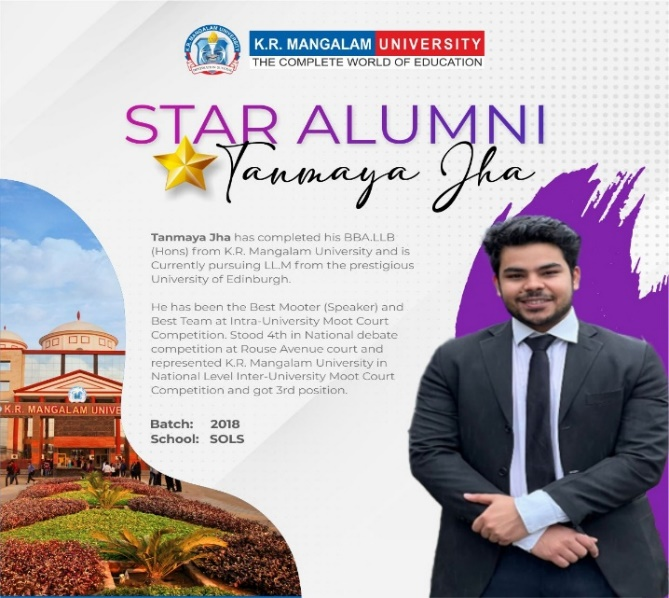 K.R. MANGALAM UNIVERSITY
THE COMPLETE WORLD OF EDUCATION
STAR ALUMNI
Tanmaya Jha
Tanmaya Jha has completed his BBA.LLB
(Hons) from K.R. Mangalam University and is
Currently pursuing LL.M from the prestigious
University of Edinburgh.
He has been the Best Mooter (Speaker) and
Best Team at Intra-University Moot Court
Competition. Stood 4th in National debate
competition at Rouse Avenue court and
represented K.R. Mangalam University in
National Level Inter-University Moot Court
Competition and got 3rd position.
Batch: 2018
School: SOLS
K.R. MANGALAM UNIVE